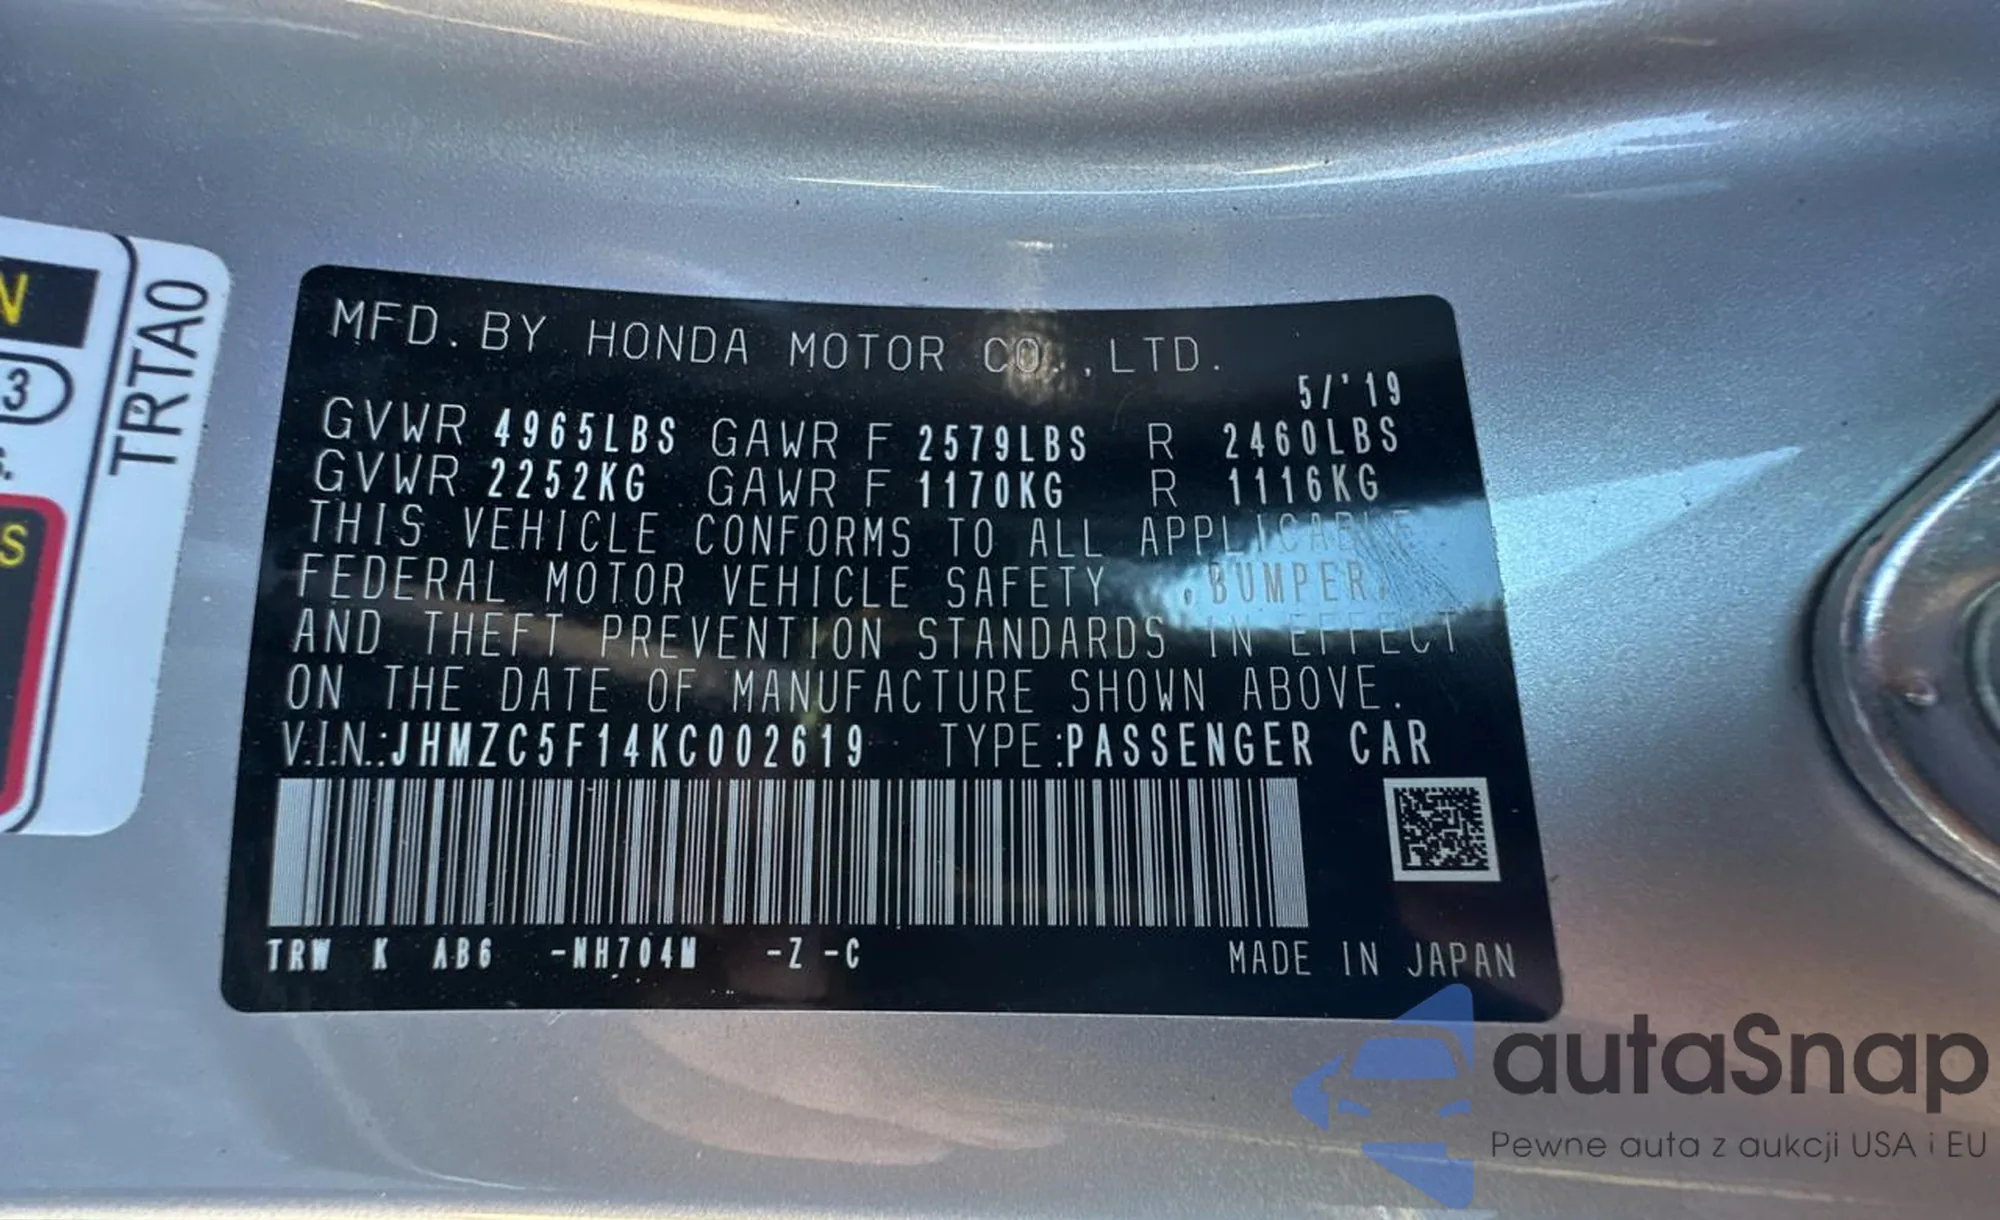 N
3
S.
S
TRTA0
MFD. BY HONDA MOTOR CO.,LTD.
5/'19
GVWR 4965LBS GAWR F 2579LBS R 2460LBS
GVWR 2252KG GAWR F 1170KG R 1116KG
THIS VEHICLE CONFORMS TO ALL APPLICABLE
FEDERAL MOTOR VEHICLE SAFETY ,BUMPER,
AND THEFT PREVENTION STANDARDS IN EFFECT
ON THE DATE OF MANUFACTURE SHOWN ABOVE.
V.I.N.:JHMZC5F14KC002619 TYPE:PASSENGER CAR
TRW K AB6 -NH704M -Z -C MADE IN JAPAN
autaSnap
Pewne auta z aukcji USA i EU